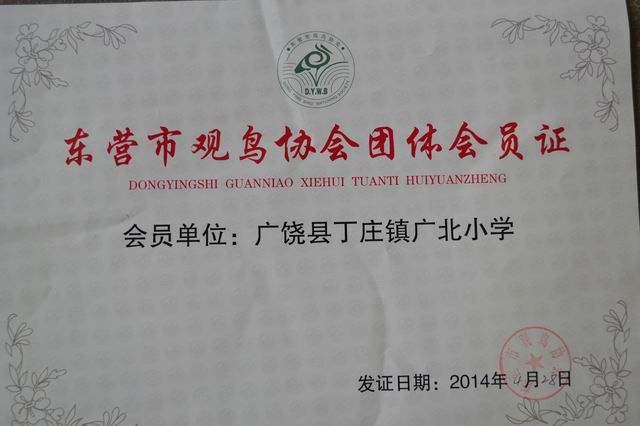 D.Y.W.B
东营市观鸟协会团体会员证
DONGYINGSHI GUANNIAO XIEHUI TUANTI HUIYUANZHENG
会员单位：广饶县丁庄镇广北小学
发证日期：2014年 月28日